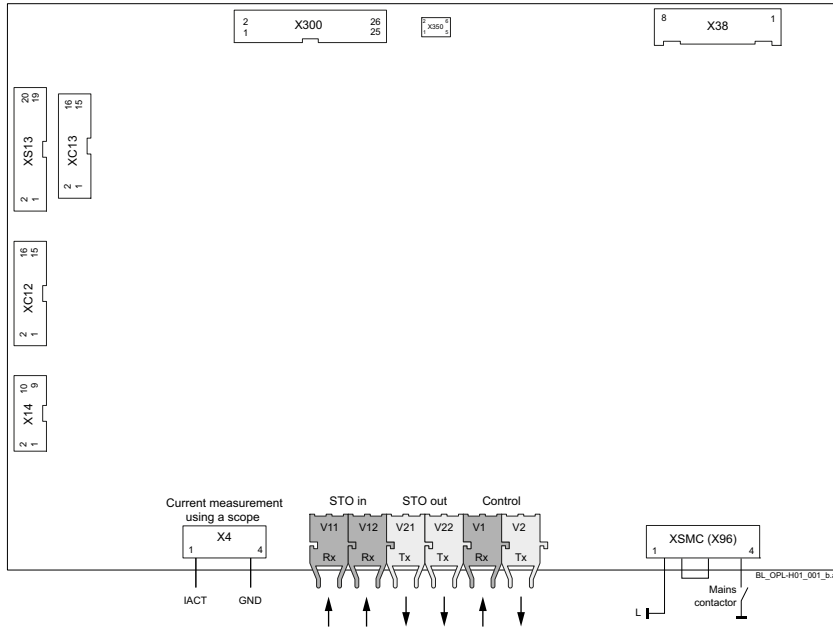 2 X300 26
1 25
2 6
X350
1 5
8 X38 1
20 19
XS13
2 1
16 15
XC13
2 1
16 15
XC12
2 1
10 9
X14
2 1
Current measurement
using a scope
STO in STO out Control
X4
1 4
V11 V12 V21 V22 V1 V2
Rx Rx Tx Tx Rx Tx
XSMC (X96)
1 4
IACT GND
L
Mains
contactor